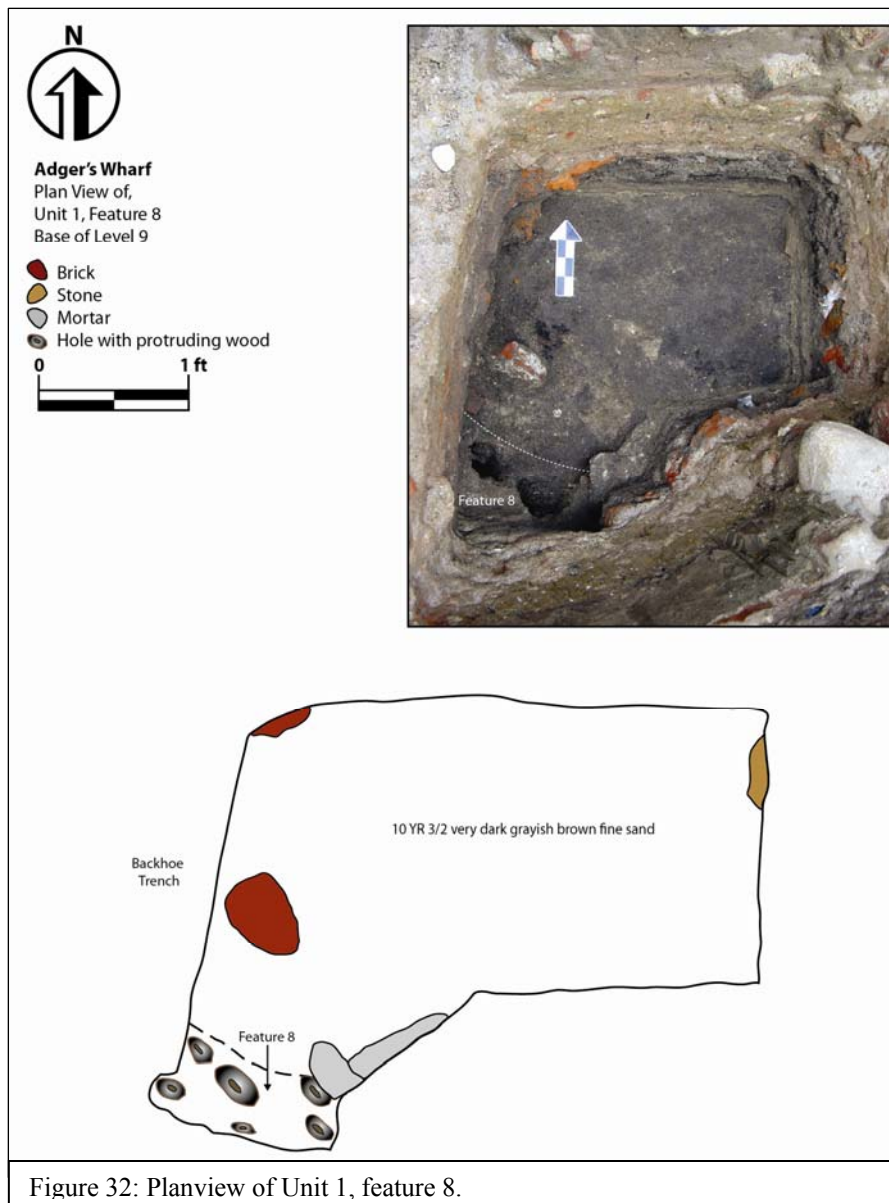 N
Adger's Wharf
Plan View of,
Unit 1, Feature 8
Base of Level 9
Brick
Stone
Mortar
Hole with protruding wood
0 1 ft
Feature 8
10 YR 3/2 very dark grayish brown fine sand
Backhoe
Trench
Feature 8
Figure 32: Planview of Unit 1, feature 8.